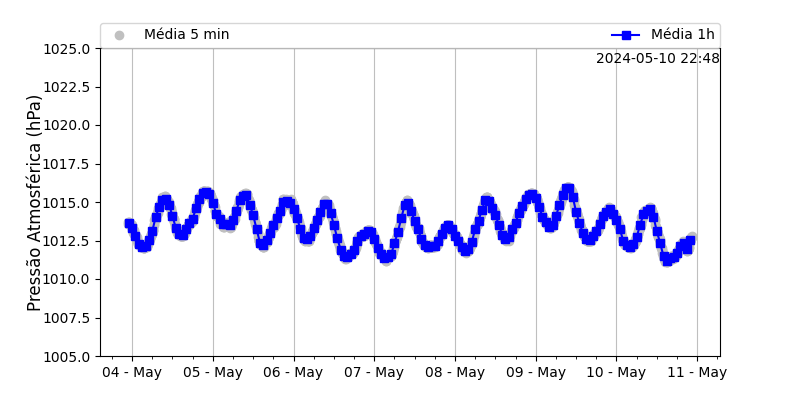 Média 5 min
Média 1h
2024-05-10 22:48
Pressão Atmosférica (hPa)
1025.0
1022.5
1020.0
1017.5
1015.0
1012.5
1010.0
1007.5
1005.0
04 - May 05 - May 06 - May 07 - May 08 - May 09 - May 10 - May 11 - May